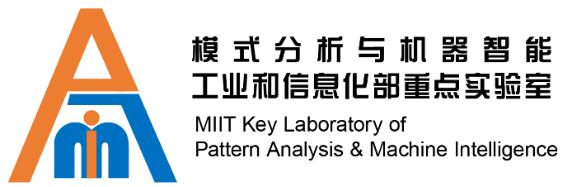 模式分析与机器智能
工业和信息化部重点实验室
MIIT Key Laboratory of
Pattern Analysis & Machine Intelligence